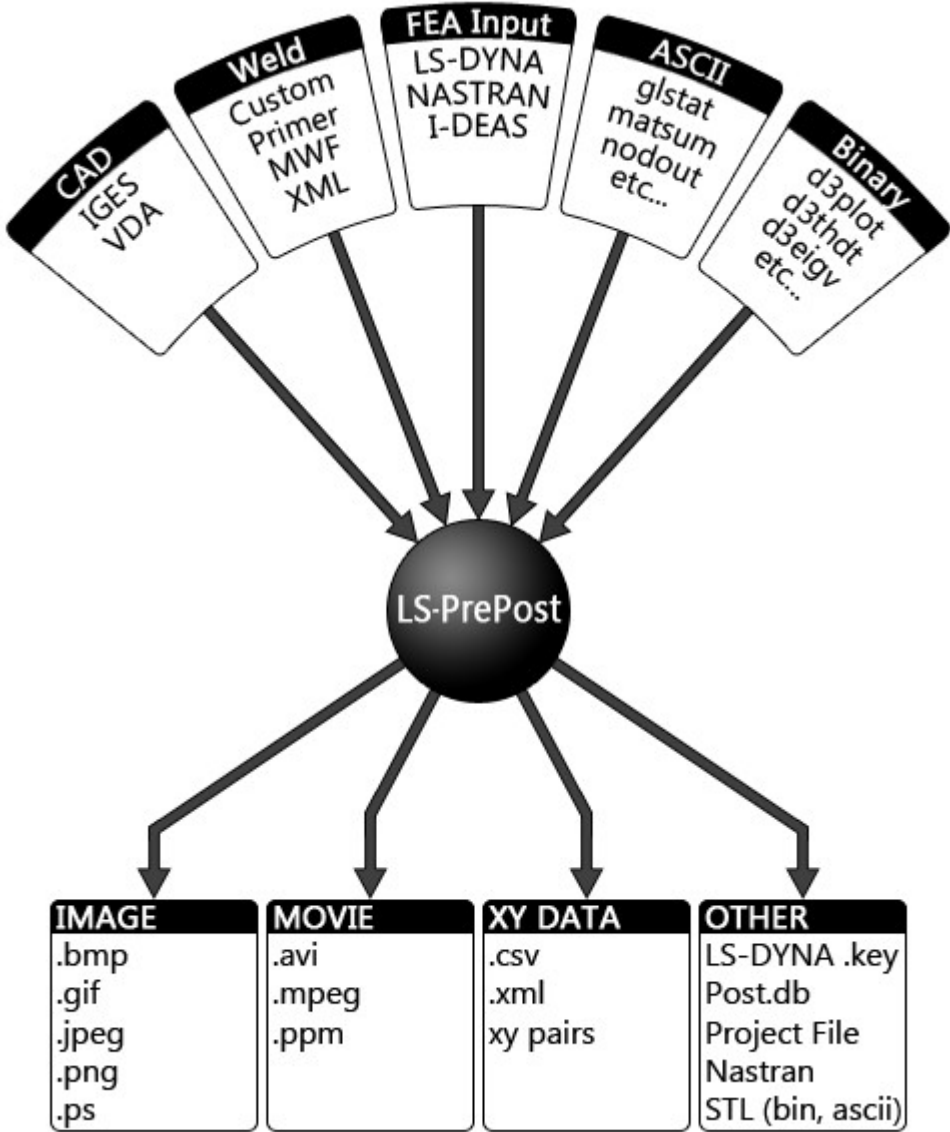 CAD
IGES
VDA
Weld
Custom
Primer
MWF
XML
FEA Input
LS-DYNA
NASTRAN
I-DEAS
ASCII
glstat
matsum
nodout
etc...
Binary
d3plot
d3thdt
d3eigv
etc...
LS-PrePost
IMAGE
.bmp
.gif
.jpeg
.png
.ps
MOVIE
.avi
.mpeg
.ppm
XY DATA
.csv
.xml
xy pairs
OTHER
LS-DYNA .key
Post.db
Project File
Nastran
STL (bin, ascii)